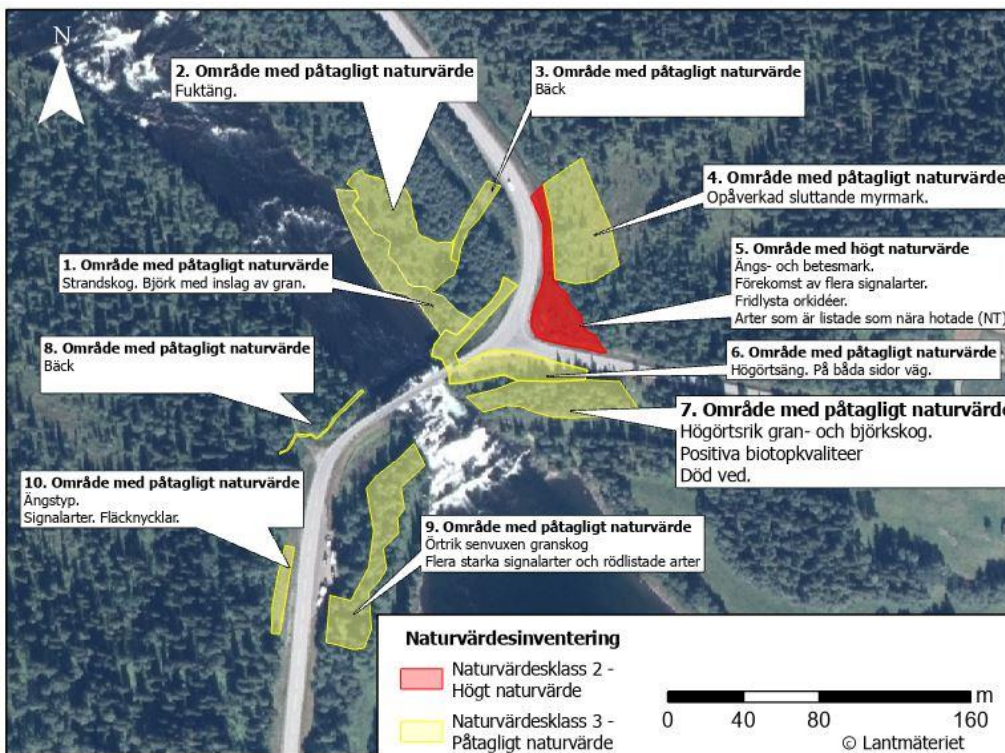 N
2. Område med påtagligt naturvärde
Fuktäng.
3. Område med påtagligt naturvärde
Bäck
4. Område med påtagligt naturvärde
Opåverkad sluttande myrmark.
5. Område med högt naturvärde
Ängs- och betesmark.
Förekomst av flera signalarter.
Fridlysta orkidéer.
Arter som är listade som nära hotade (NT)
1. Område med påtagligt naturvärde
Strandskog. Björk med inslag av gran.
8. Område med påtagligt naturvärde
Bäck
6. Område med påtagligt naturvärde
Högörtsäng. På båda sidor väg.
7. Område med påtagligt naturvärde
Högörtsrik gran- och björkskog.
Positiva biotopkvaliteer
Död ved.
10. Område med påtagligt naturvärde
Ängstyp.
Signalarter. Fläcknycklar.
9. Område med påtagligt naturvärde
Örtrik senvuxen granskog
Flera starka signalarter och rödlistade arter
Naturvärdesinventering
Naturvärdesklass 2 -
Högt naturvärde
Naturvärdesklass 3 -
Påtagligt naturvärde
m
0 40 80 160
© Lantmäteriet